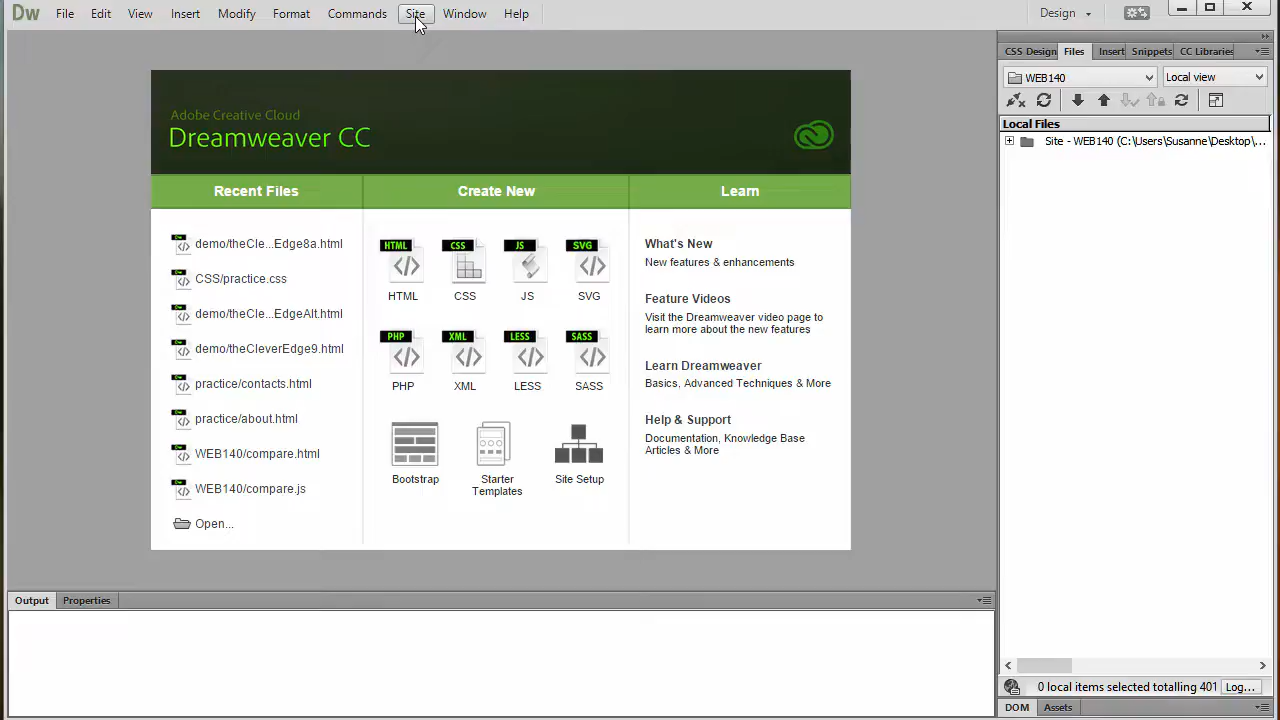 Dw File Edit View Insert Modify Format Commands Site Window Help Design
CSS Design Files Insert Snippets CC Libraries
WEB140 Local view
Local Files
Site - WEB140 (C:\Users\Susanne\Desktop\...
Adobe Creative Cloud
Dreamweaver CC
Recent Files Create New Learn
demo/theCle...Edge8a.html
CSS/practice.css
demo/theCle...EdgeAlt.html
demo/theCleverEdge9.html
practice/contacts.html
practice/about.html
WEB140/compare.html
WEB140/compare.js
Open...
HTML CSS JS SVG
HTML CSS JS SVG
PHP XML LESS SASS
PHP XML LESS SASS
Bootstrap
Starter
Templates
Site Setup
What's New
New features & enhancements
Feature Videos
Visit the Dreamweaver video page to
learn more about the new features
Learn Dreamweaver
Basics, Advanced Techniques & More
Help & Support
Documentation, Knowledge Base
Articles & More
Output Properties
0 local items selected totalling 401 Log...
DOM Assets